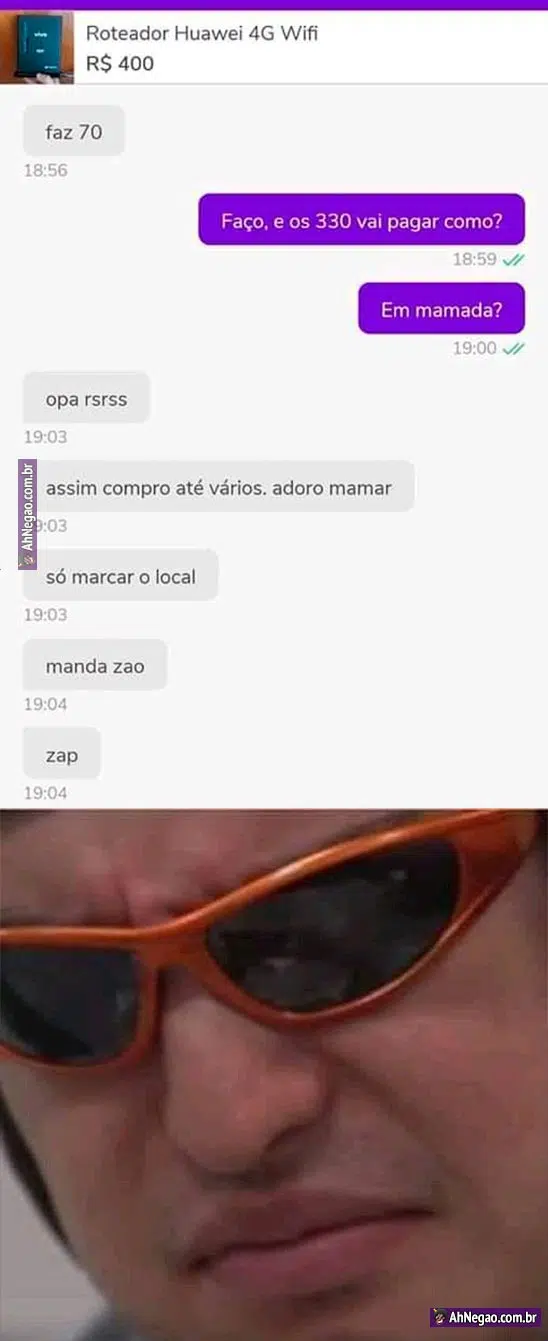 Roteador Huawei 4G Wifi
R$ 400
faz 70
18:56
Faço, e os 330 vai pagar como?
18:59
Em mamada?
19:00
opa rsrss
19:03
assim compro até vários. adoro mamar
9:03
só marcar o local
19:03
manda zao
19:04
zap
19:04
AhNegao.com.br
AhNegao.com.br